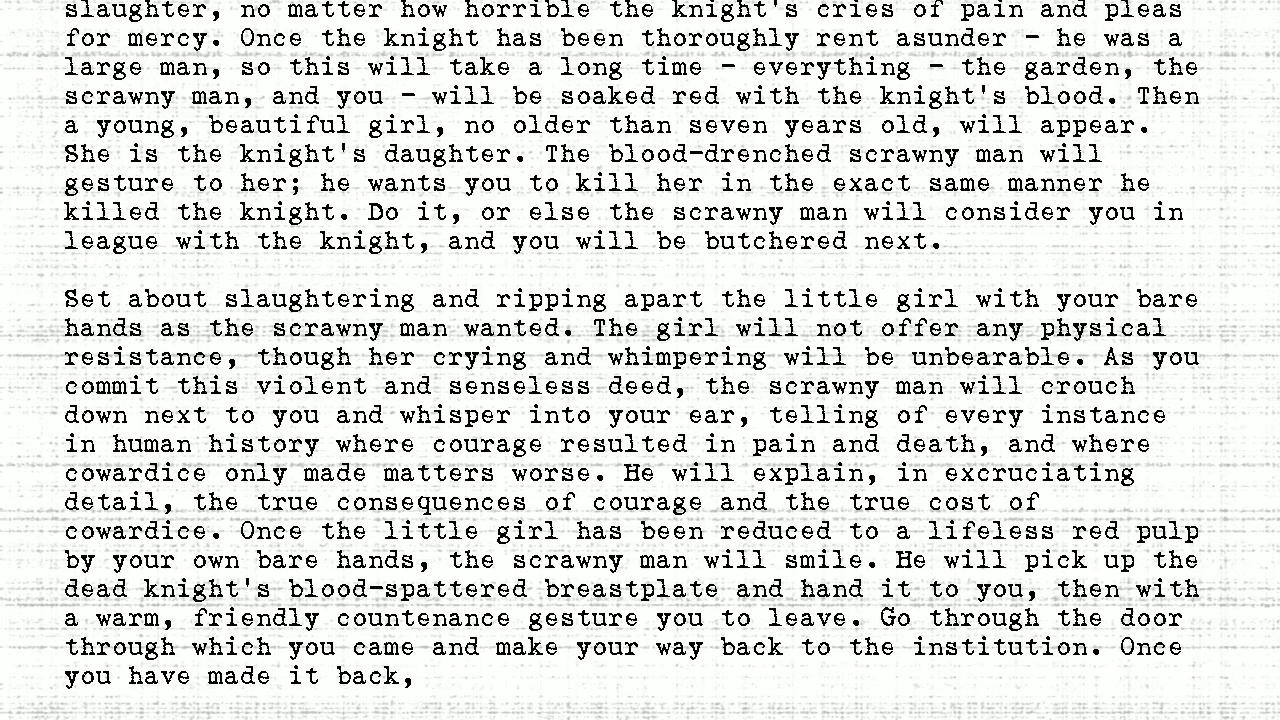 slaughter, no matter how horrible the knight's cries of pain and pleas
for mercy. Once the knight has been thoroughly rent asunder - he was a
large man, so this will take a long time - everything - the garden, the
scrawny man, and you - will be soaked red with the knight's blood. Then
a young, beautiful girl, no older than seven years old, will appear.
She is the knight's daughter. The blood-drenched scrawny man will
gesture to her; he wants you to kill her in the exact same manner he
killed the knight. Do it, or else the scrawny man will consider you in
league with the knight, and you will be butchered next.

Set about slaughtering and ripping apart the little girl with your bare
hands as the scrawny man wanted. The girl will not offer any physical
resistance, though her crying and whimpering will be unbearable. As you
commit this violent and senseless deed, the scrawny man will crouch
down next to you and whisper into your ear, telling of every instance
in human history where courage resulted in pain and death, and where
cowardice only made matters worse. He will explain, in excruciating
detail, the true consequences of courage and the true cost of
cowardice. Once the little girl has been reduced to a lifeless red pulp
by your own bare hands, the scrawny man will smile. He will pick up the
dead knight's blood-spattered breastplate and hand it to you, then with
a warm, friendly countenance gesture you to leave. Go through the door
through which you came and make your way back to the institution. Once
you have made it back,